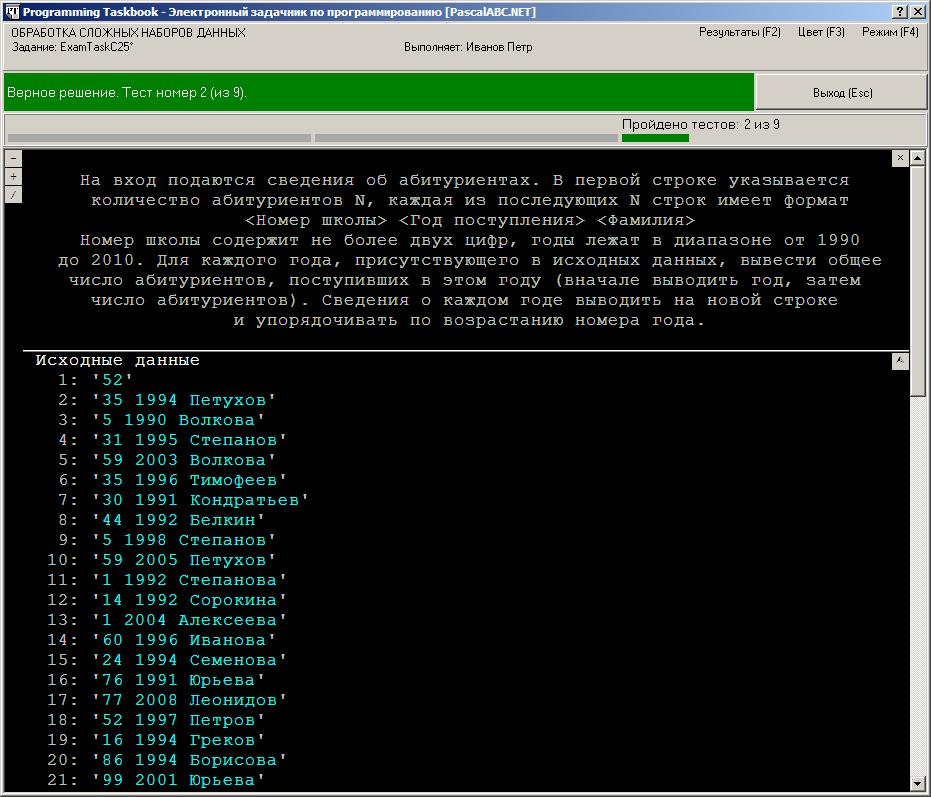 Programming Taskbook - Электронный задачник по программированию [PascalABC.NET]
ОБРАБОТКА СЛОЖНЫХ НАБОРОВ ДАННЫХ
Результаты (F2) Цвет (F3) Режим (F4)
Задание: ExamTaskC25° Выполняет: Иванов Петр
Верное решение. Тест номер 2 (из 9).
Выход (Esc)
Пройдено тестов: 2 из 9
На вход подаются сведения об абитуриентах. В первой строке указывается
количество абитуриентов N, каждая из последующих N строк имеет формат
<Номер школы> <Год поступления> <Фамилия>
Номер школы содержит не более двух цифр, годы лежат в диапазоне от 1990
до 2010. Для каждого года, присутствующего в исходных данных, вывести общее
число абитуриентов, поступивших в этом году (вначале выводить год, затем
число абитуриентов). Сведения о каждом годе выводить на новой строке
и упорядочивать по возрастанию номера года.
Исходные данные
1: '52'
2: '35 1994 Петухов'
3: '5 1990 Волкова'
4: '31 1995 Степанов'
5: '59 2003 Волкова'
6: '35 1996 Тимофеев'
7: '30 1991 Кондратьев'
8: '44 1992 Белкин'
9: '5 1998 Степанов'
10: '59 2005 Петухов'
11: '1 1992 Степанова'
12: '14 1992 Сорокина'
13: '1 2004 Алексеева'
14: '60 1996 Иванова'
15: '24 1994 Семенова'
16: '76 1991 Юрьева'
17: '77 2008 Леонидов'
18: '52 1997 Петров'
19: '16 1994 Греков'
20: '86 1994 Борисова'
21: '99 2001 Юрьева'